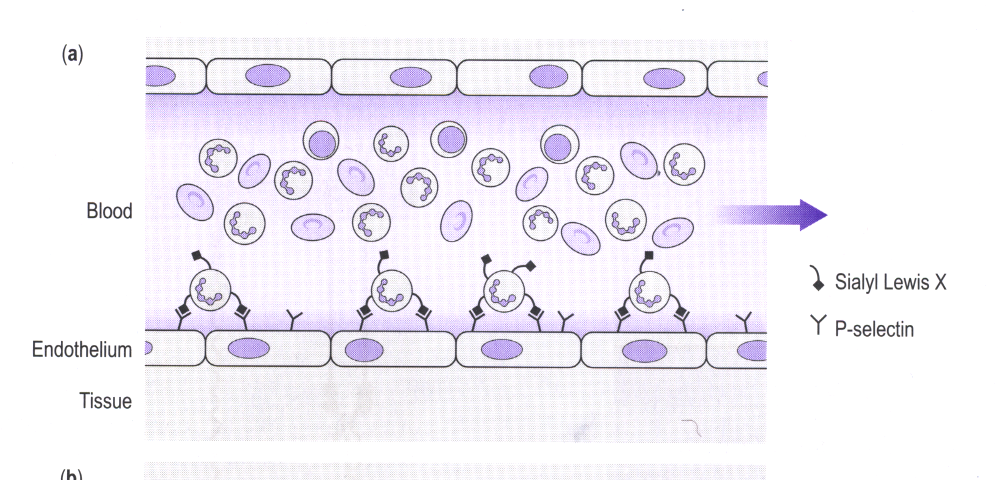 (a)
Blood
Sialyl Lewis X
P-selectin
Endothelium
Tissue
(b)